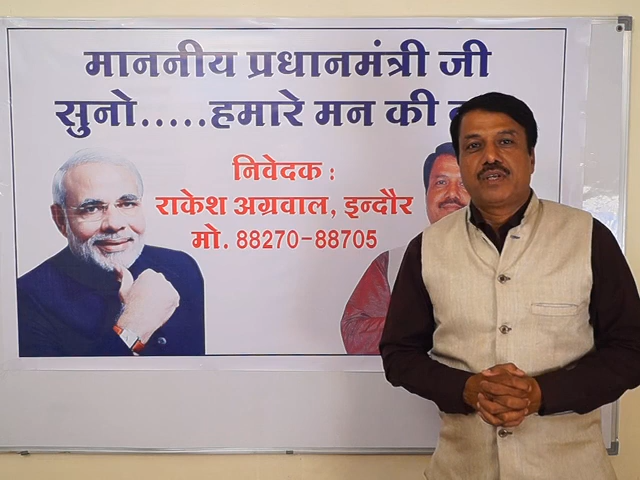 माननीय प्रधानमंत्री जी
सुनो.....हमारे मन की
निवेदक :
राकेश अग्रवाल, इन्दौर
मो. 88270-88705